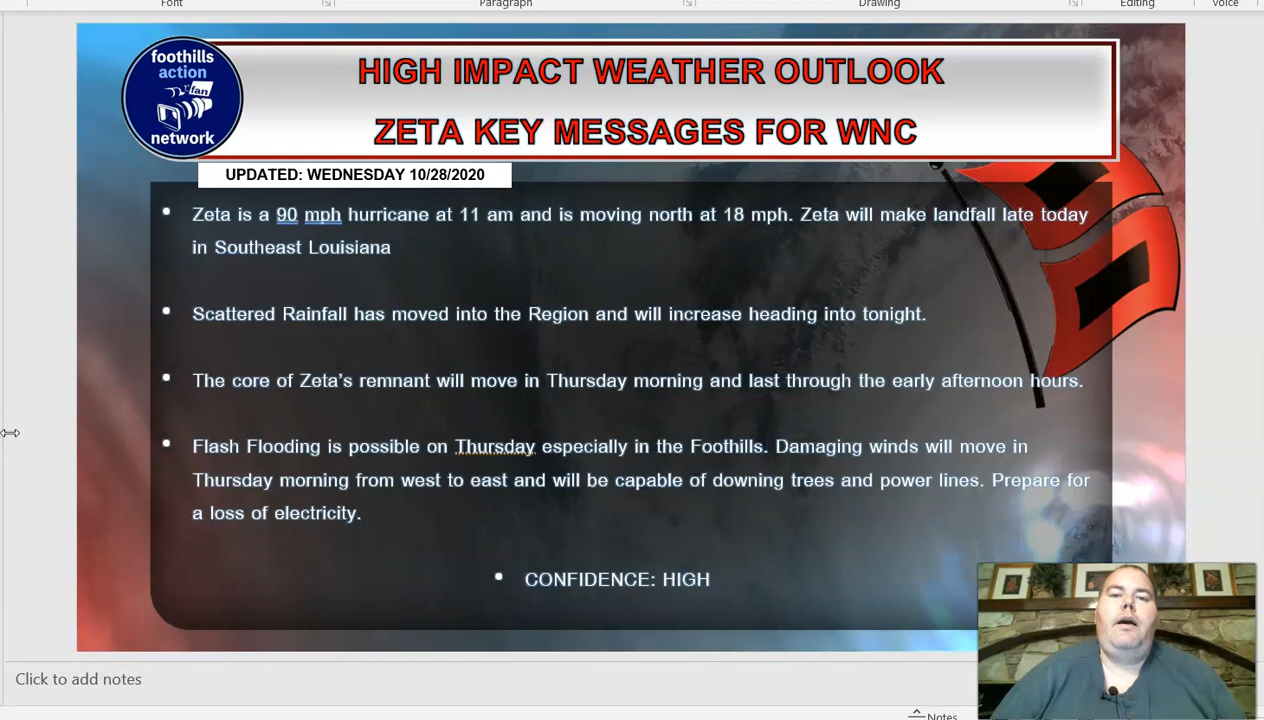 Font
Paragraph
Drawing
Editing
Voice
foothills
action
fan
network
HIGH IMPACT WEATHER OUTLOOK
ZETA KEY MESSAGES FOR WNC
UPDATED: WEDNESDAY 10/28/2020
• Zeta is a 90 mph hurricane at 11 am and is moving north at 18 mph. Zeta will make landfall late today
in Southeast Louisiana
• Scattered Rainfall has moved into the Region and will increase heading into tonight.
• The core of Zeta’s remnant will move in Thursday morning and last through the early afternoon hours.
• Flash Flooding is possible on Thursday especially in the Foothills. Damaging winds will move in
Thursday morning from west to east and will be capable of downing trees and power lines. Prepare for
a loss of electricity.
• CONFIDENCE: HIGH
Click to add notes
Notes